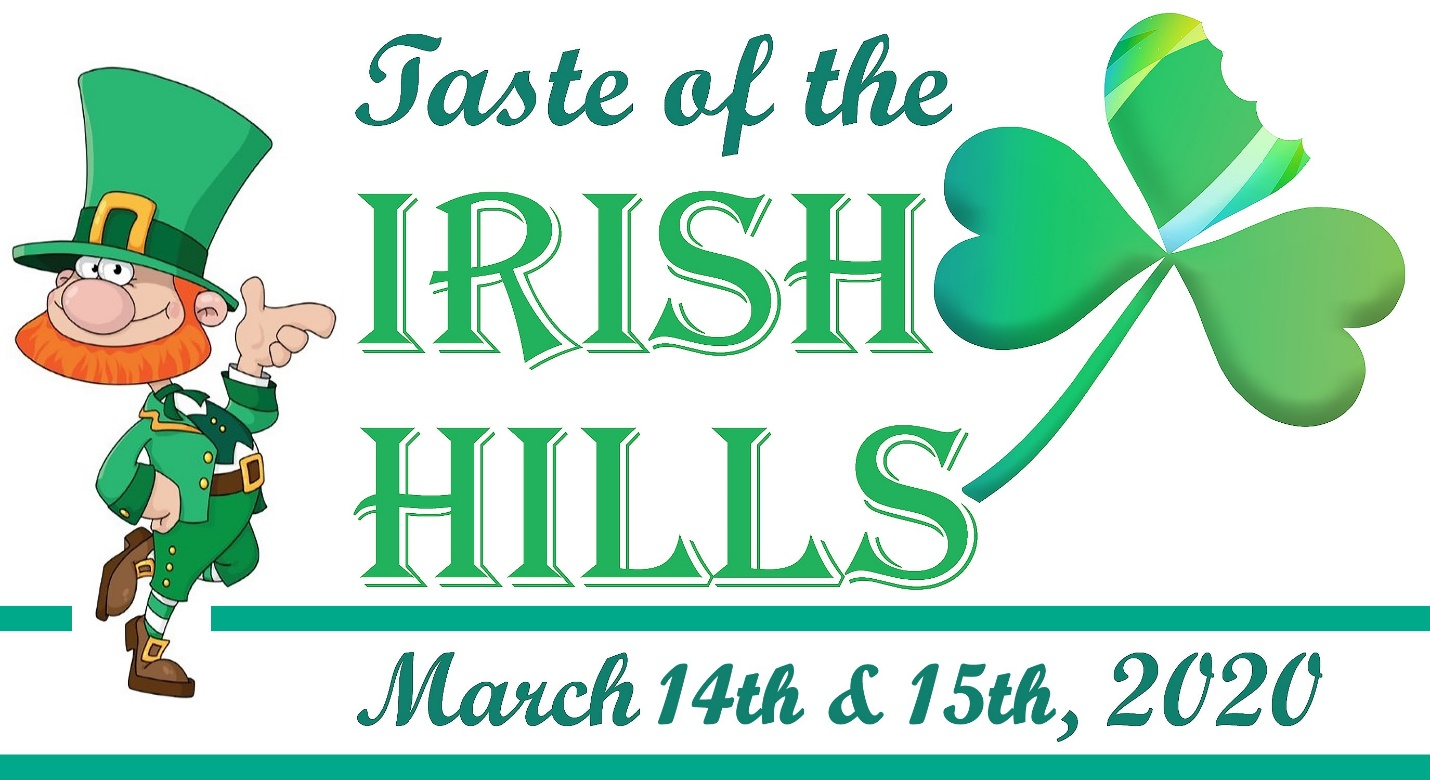 Taste of the
IRISH
HILLS
March 14th & 15th, 2020